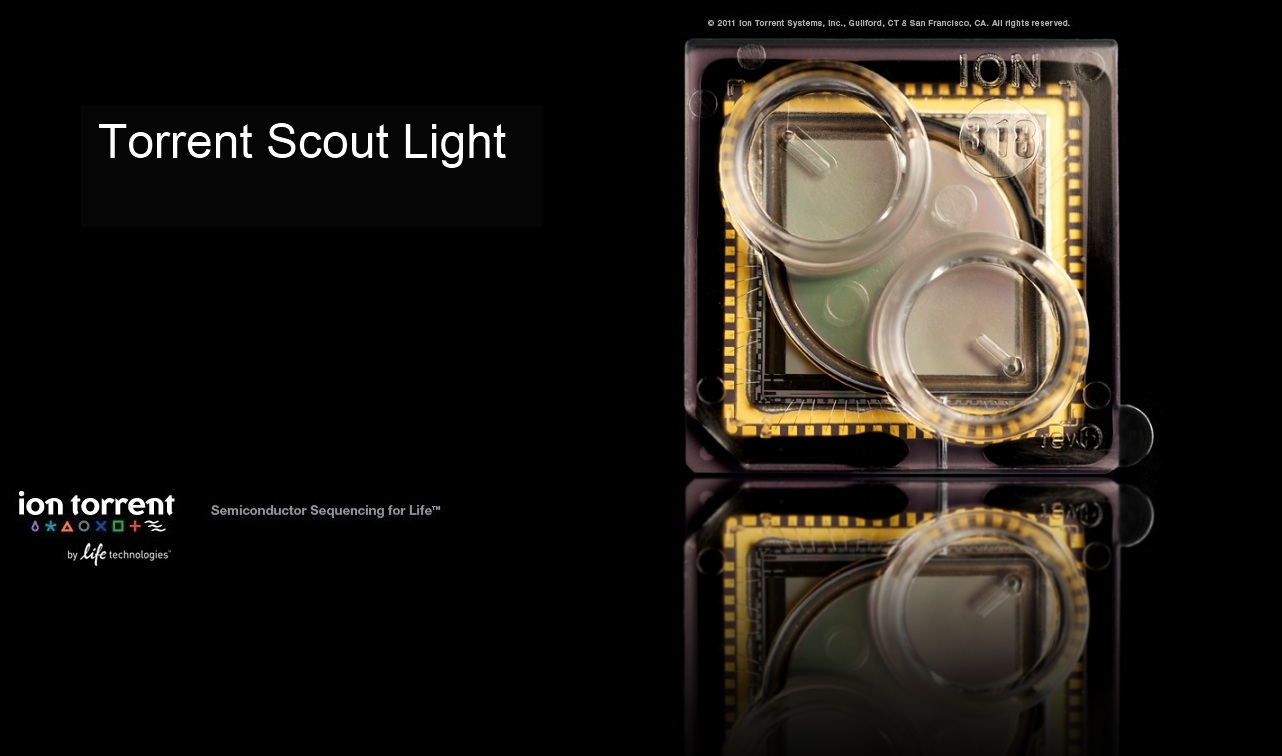 © 2011 Ion Torrent Systems, Inc., Guilford, CT & San Francisco, CA. All rights reserved.
ION
318
Torrent Scout Light
ion torrent
by life technologies™
Semiconductor Sequencing for Life™